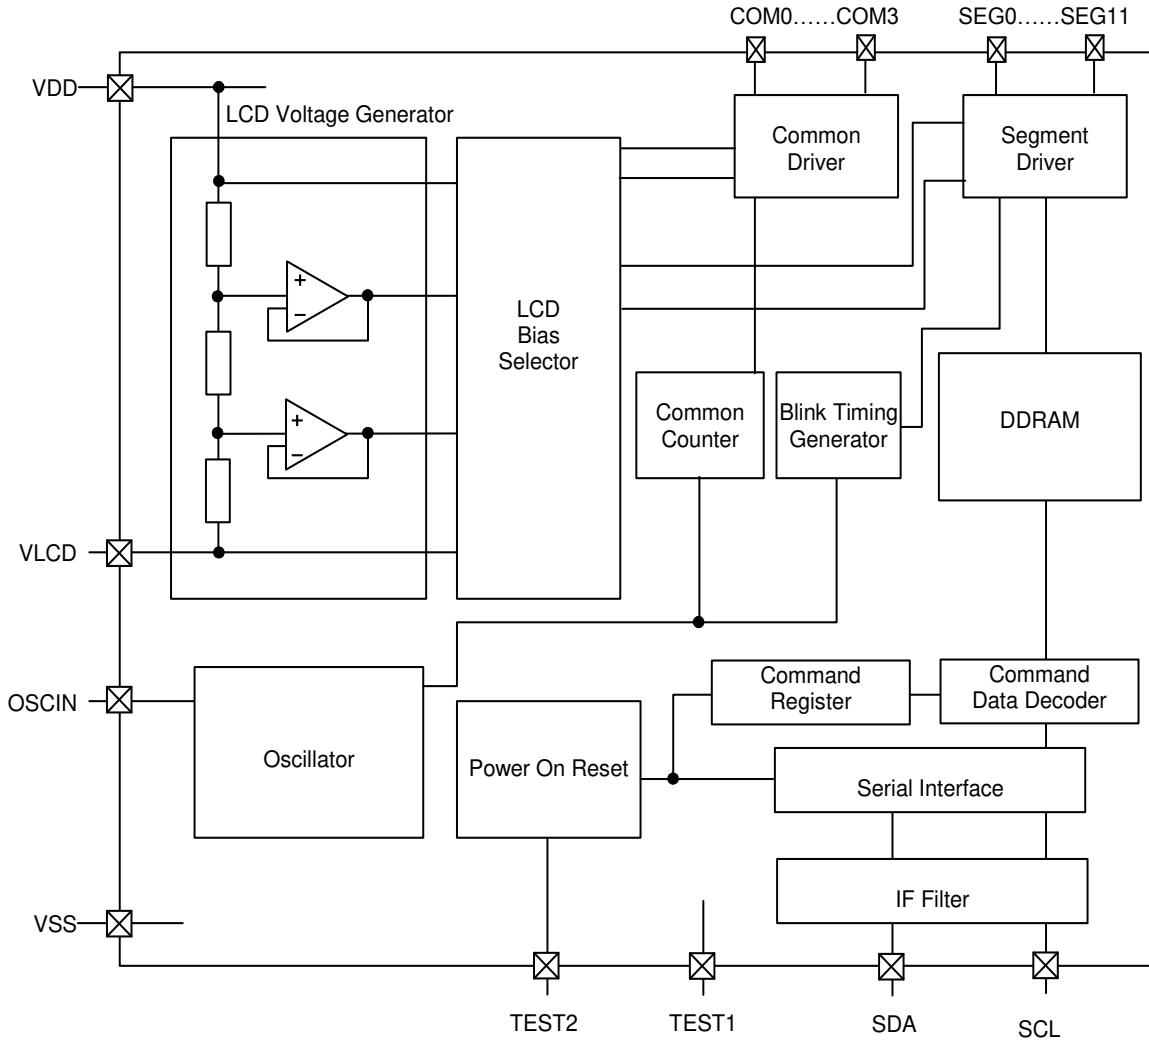 COM0……COM3
SEG0……SEG11
VDD
LCD Voltage Generator
Common
Driver
Segment
Driver
+
−
LCD
Bias
Selector
+
−
Common
Counter
Blink Timing
Generator
DDRAM
VLCD
OSCIN
Oscillator
Power On Reset
Command
Register
Command
Data Decoder
Serial Interface
IF Filter
VSS
TEST2
TEST1
SDA
SCL